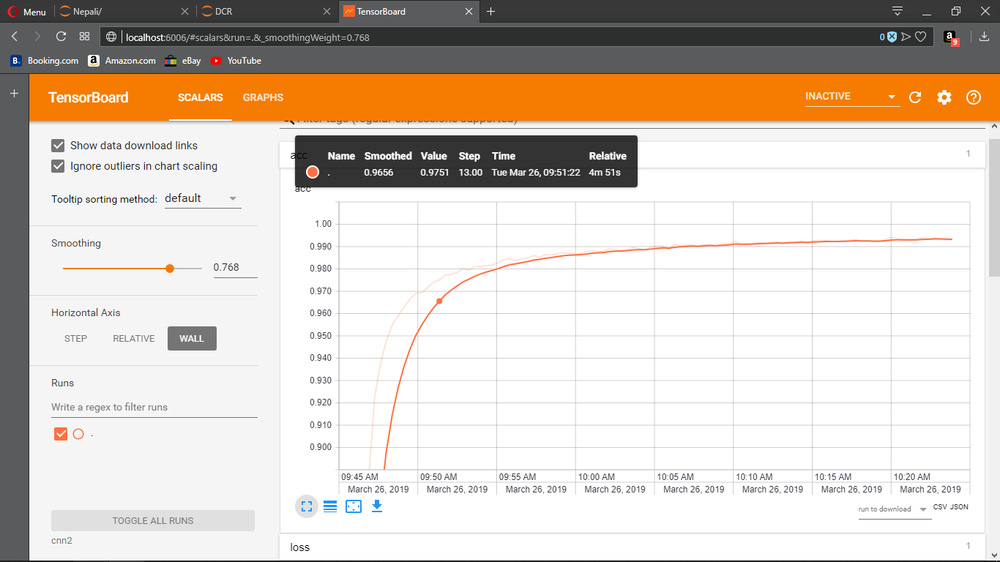 Menu Nepali/ DCR TensorBoard
localhost:6006/#scalars&run=.&_smoothingWeight=0.768 0 9
B. Booking.com a Amazon.com eBay YouTube
TensorBoard SCALARS GRAPHS INACTIVE
Filter tags (regular expressions supported)
Show data download links
Ignore outliers in chart scaling
Tooltip sorting method: default
Smoothing
0.768
Horizontal Axis
STEP RELATIVE WALL
Runs
Write a regex to filter runs
.
TOGGLE ALL RUNS
cnn2
acc 1
Name Smoothed Value Step Time Relative
. 0.9656 0.9751 13.00 Tue Mar 26, 09:51:22 4m 51s
acc
1.00
0.990
0.980
0.970
0.960
0.950
0.940
0.930
0.920
0.910
0.900
09:45 AM 09:50 AM 09:55 AM 10:00 AM 10:05 AM 10:10 AM 10:15 AM 10:20 AM
March 26, 2019 March 26, 2019 March 26, 2019 March 26, 2019 March 26, 2019 March 26, 2019 March 26, 2019 March 26, 2019
run to download CSV JSON
loss 1